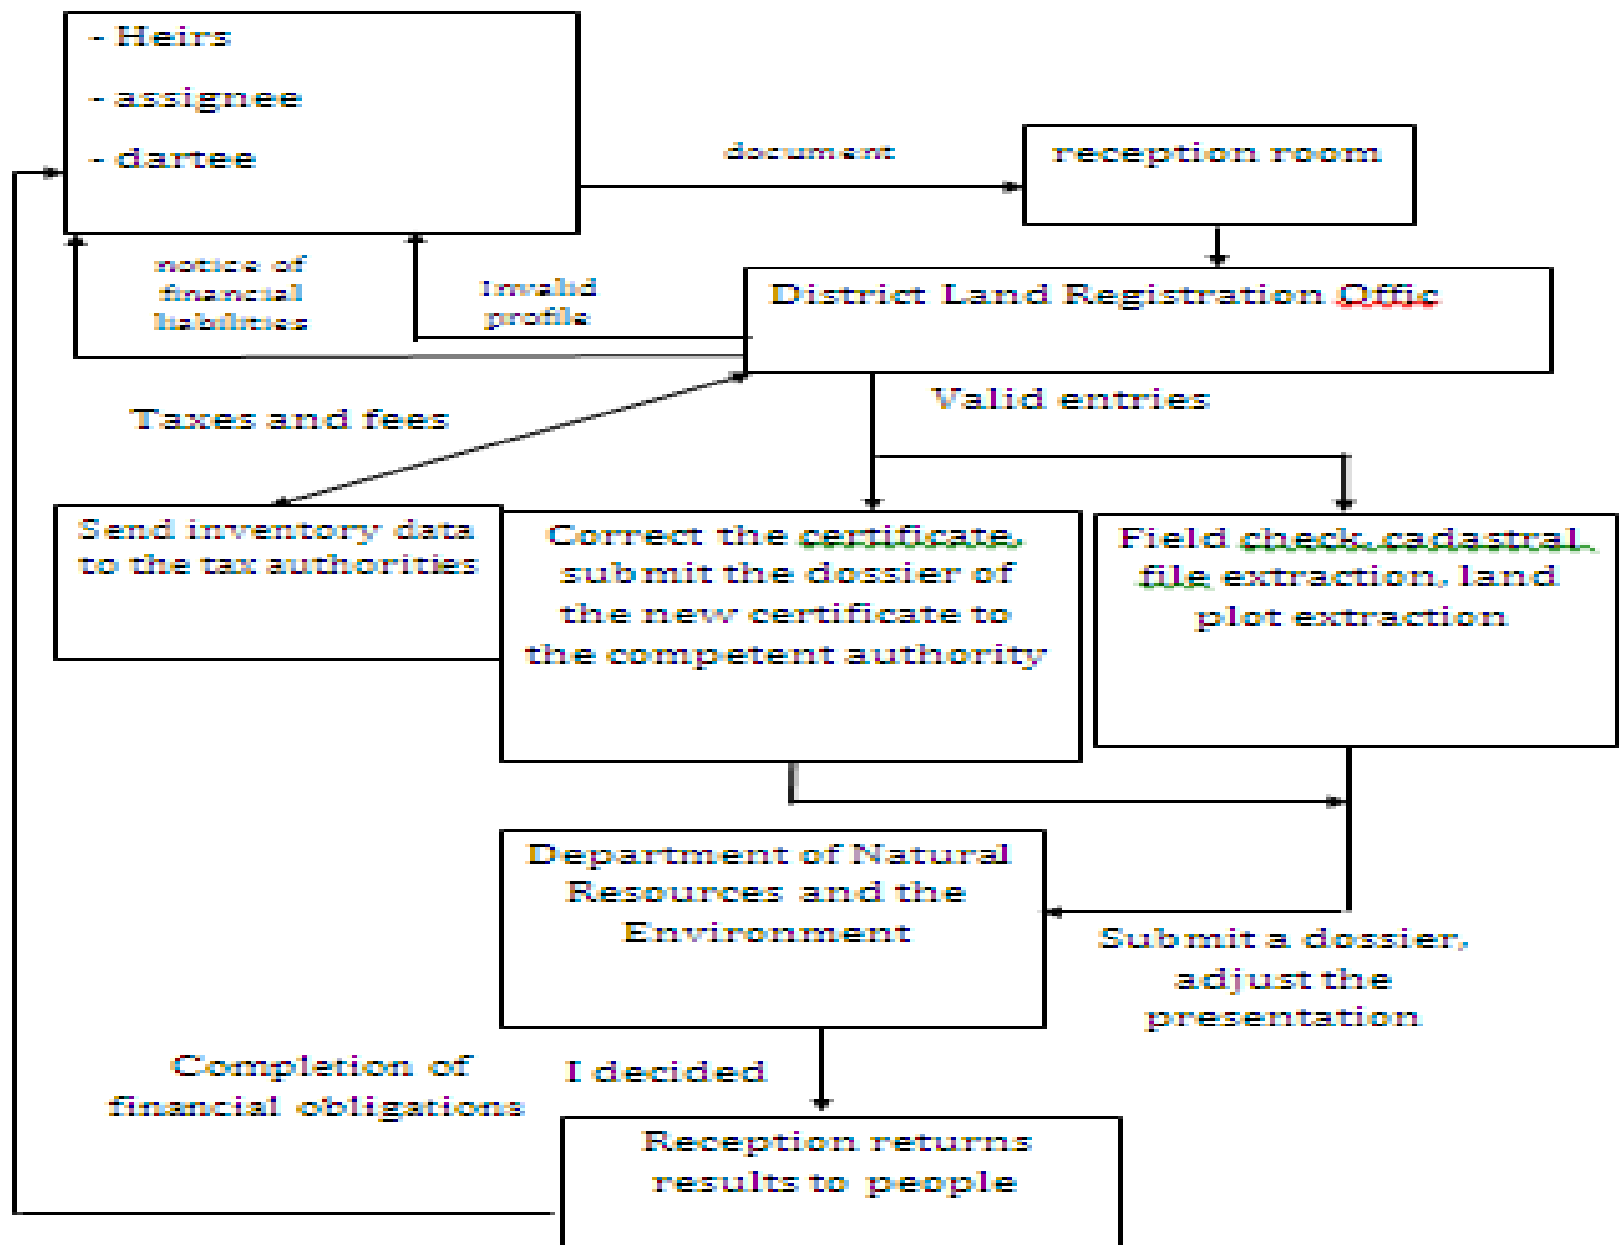 - Heirs
- assignee
- dartee
document
reception room
notice of
financial
liabilities
Invalid
profile
District Land Registration Offic
Taxes and fees
Valid entries
Send inventory data
to the tax authorities
Correct the certificate,
submit the dossier of
the new certificate to
the competent authority
Field check, cadastral
file extraction, land
plot extraction
Department of Natural
Resources and the
Environment
Submit a dossier,
adjust the
presentation
Completion of
financial obligations
I decided
Reception returns
results to people